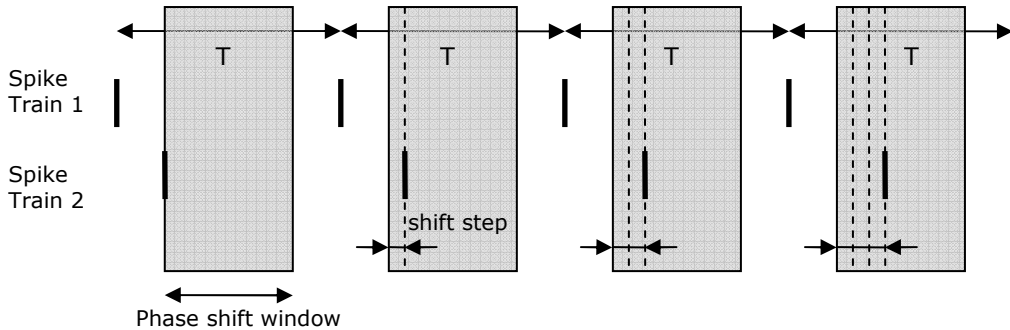 T T T T
Spike
Train 1
Spike
Train 2
shift step
Phase shift window